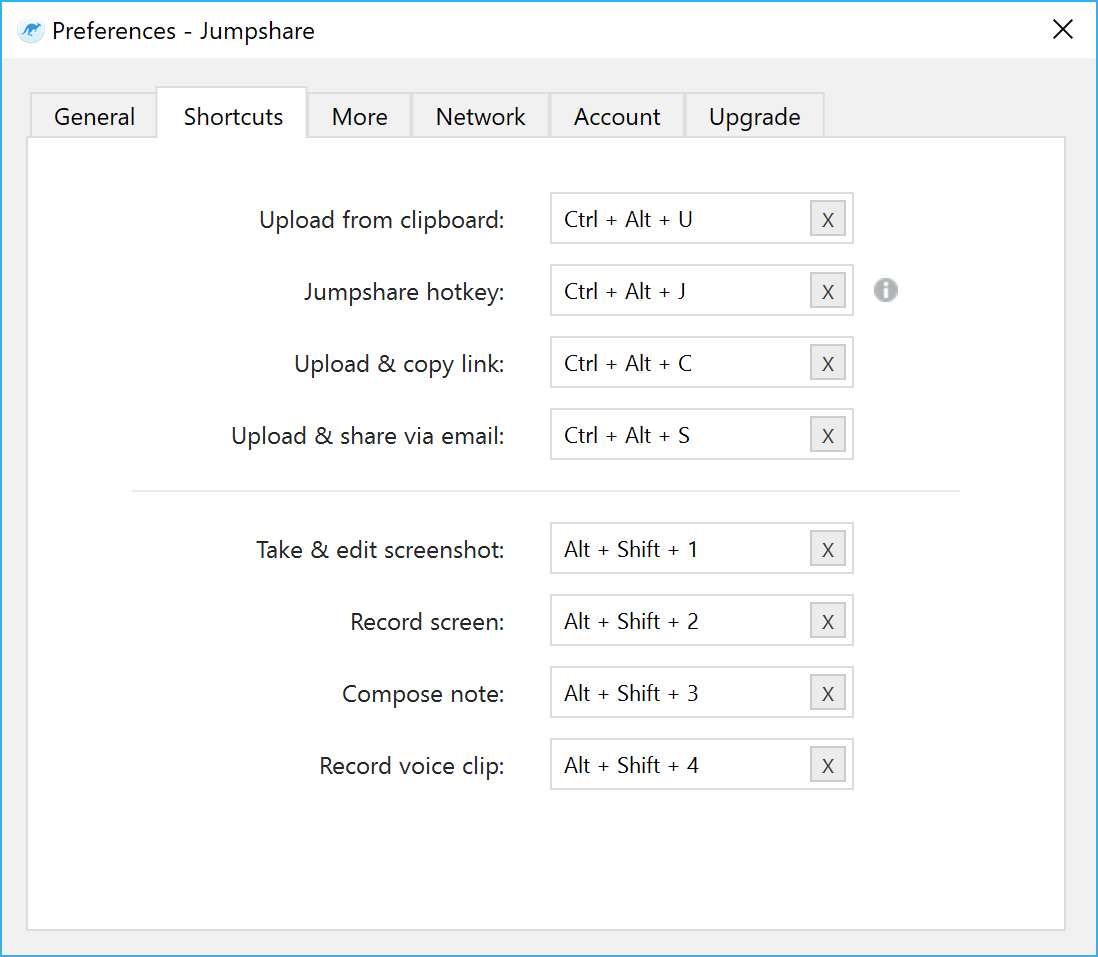 Preferences - Jumpshare
General Shortcuts More Network Account Upgrade
Upload from clipboard: Ctrl + Alt + U X
Jumpshare hotkey: Ctrl + Alt + J X
Upload & copy link: Ctrl + Alt + C X
Upload & share via email: Ctrl + Alt + S X
Take & edit screenshot: Alt + Shift + 1 X
Record screen: Alt + Shift + 2 X
Compose note: Alt + Shift + 3 X
Record voice clip: Alt + Shift + 4 X